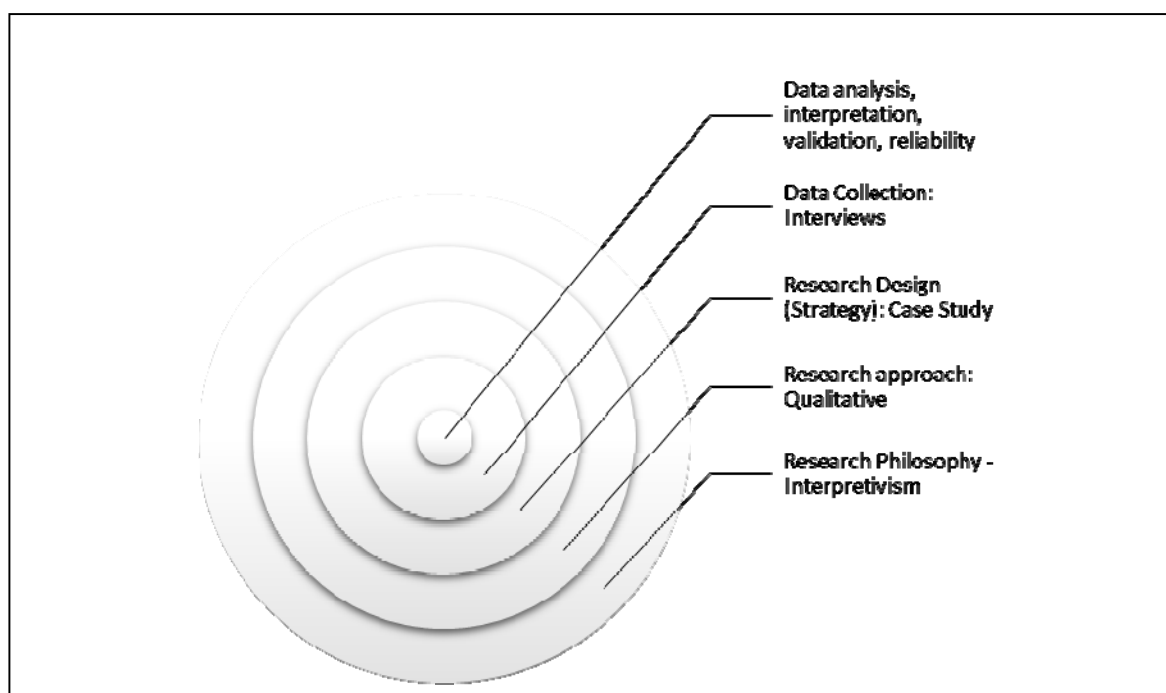 Data analysis,
interpretation,
validation, reliability
Data Collection:
Interviews
Research Design
(Strategy): Case Study
Research approach:
Qualitative
Research Philosophy -
Interpretivism